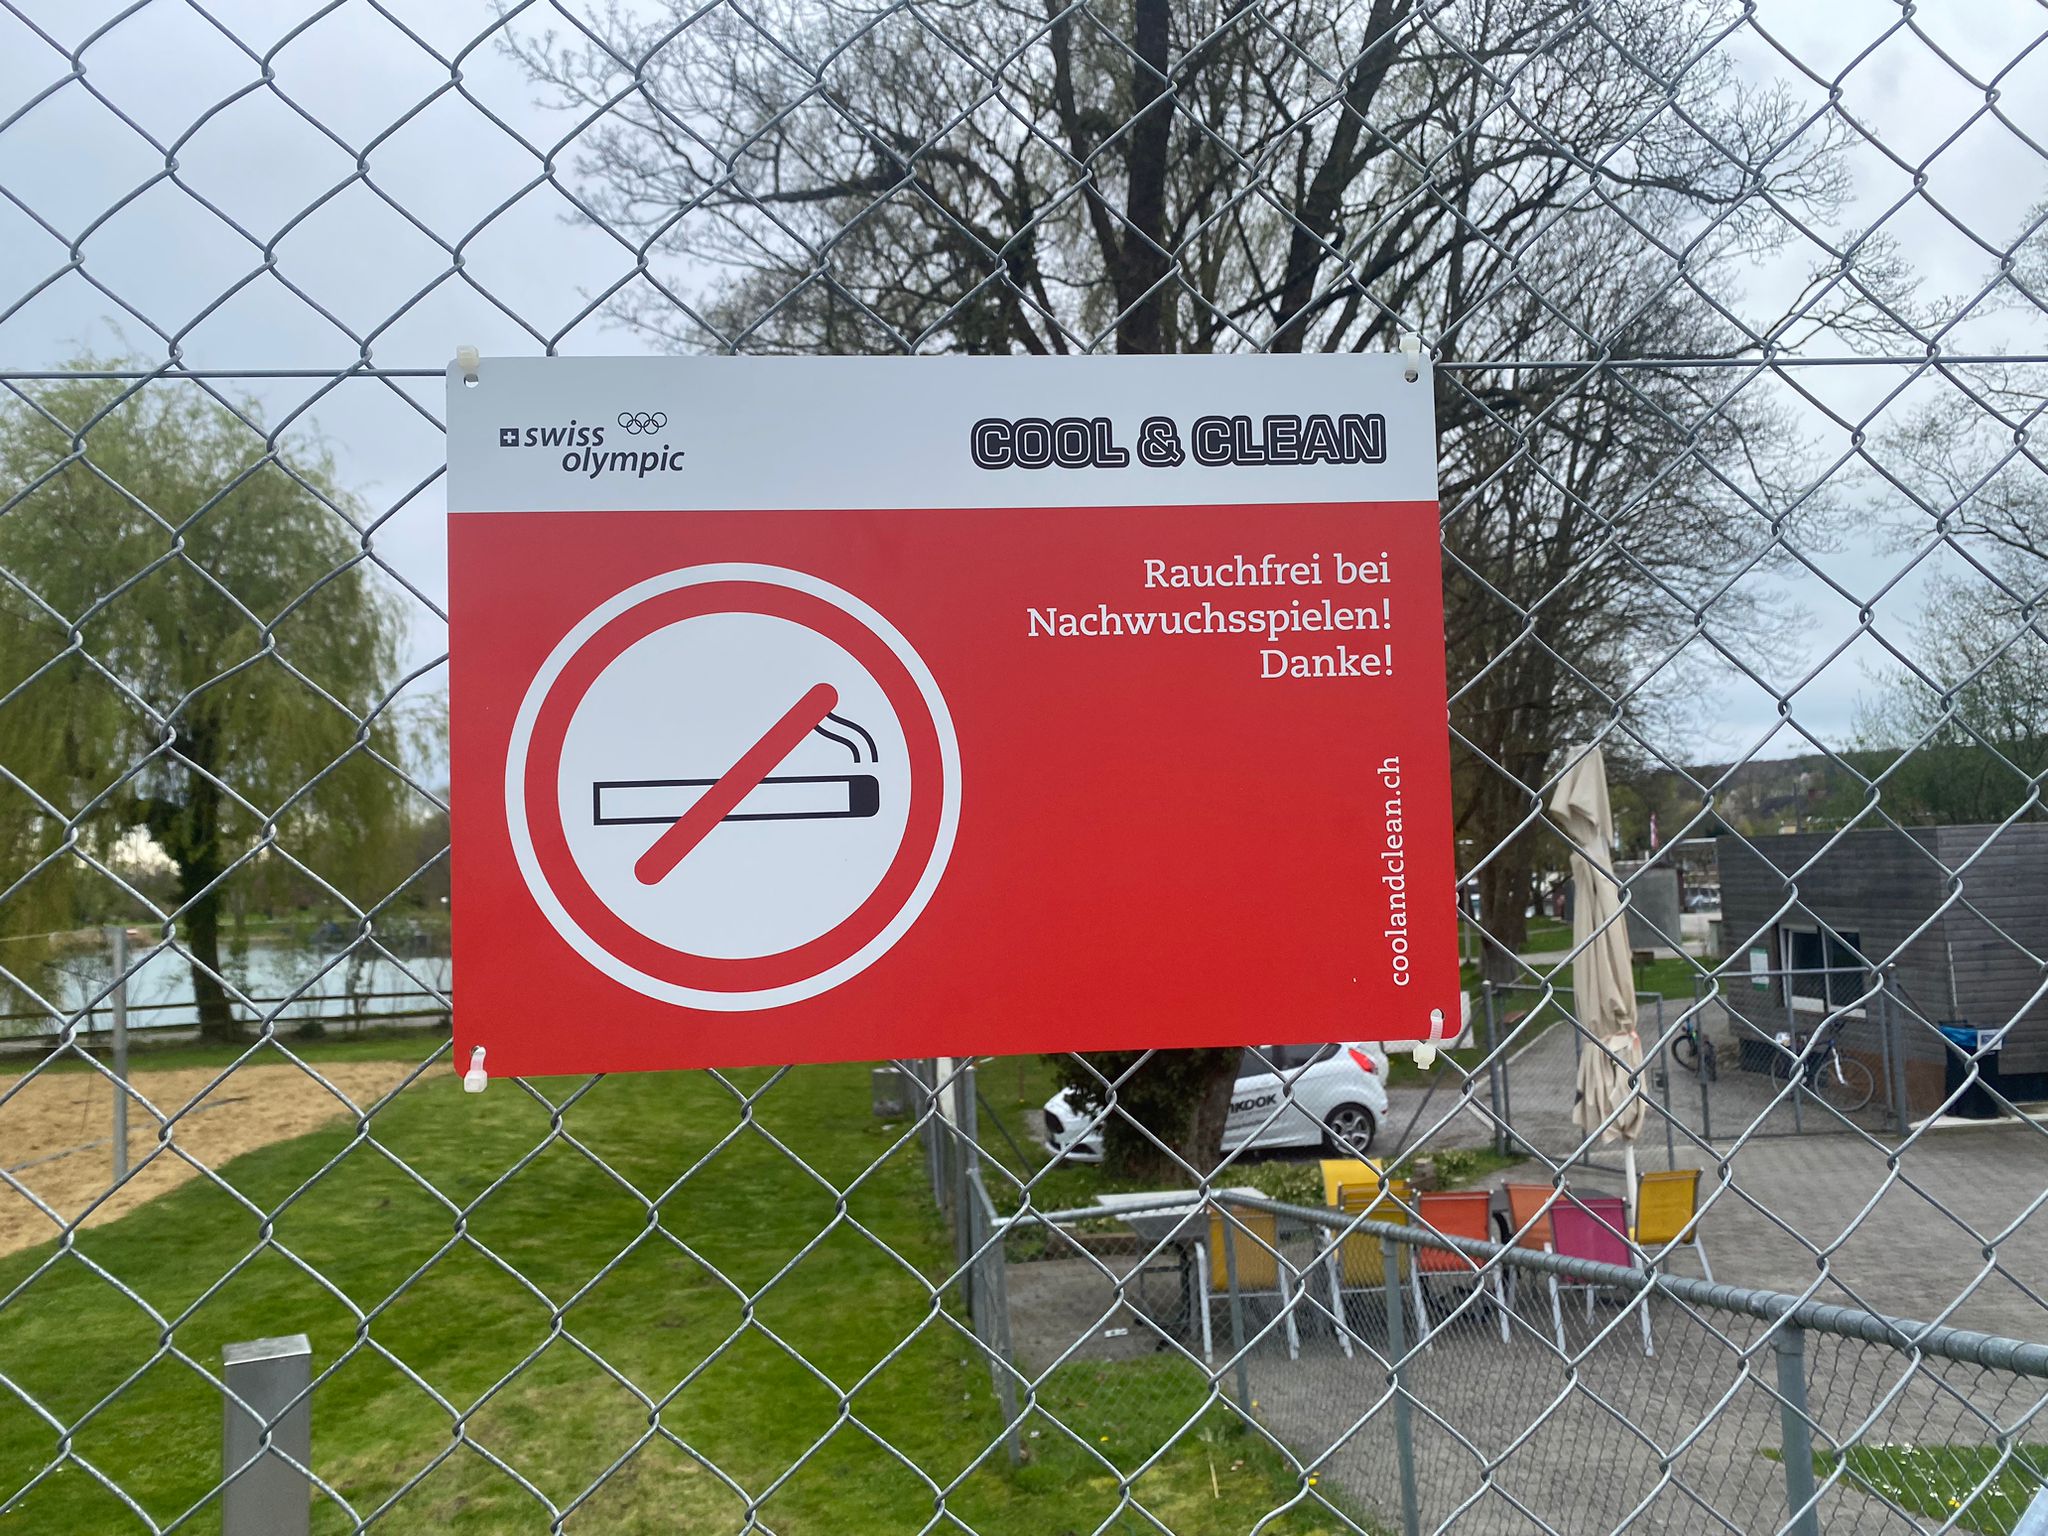 swiss
olympic
COOL & CLEAN
Rauchfrei bei
Nachwuchsspielen!
Danke!
coolandclean.ch